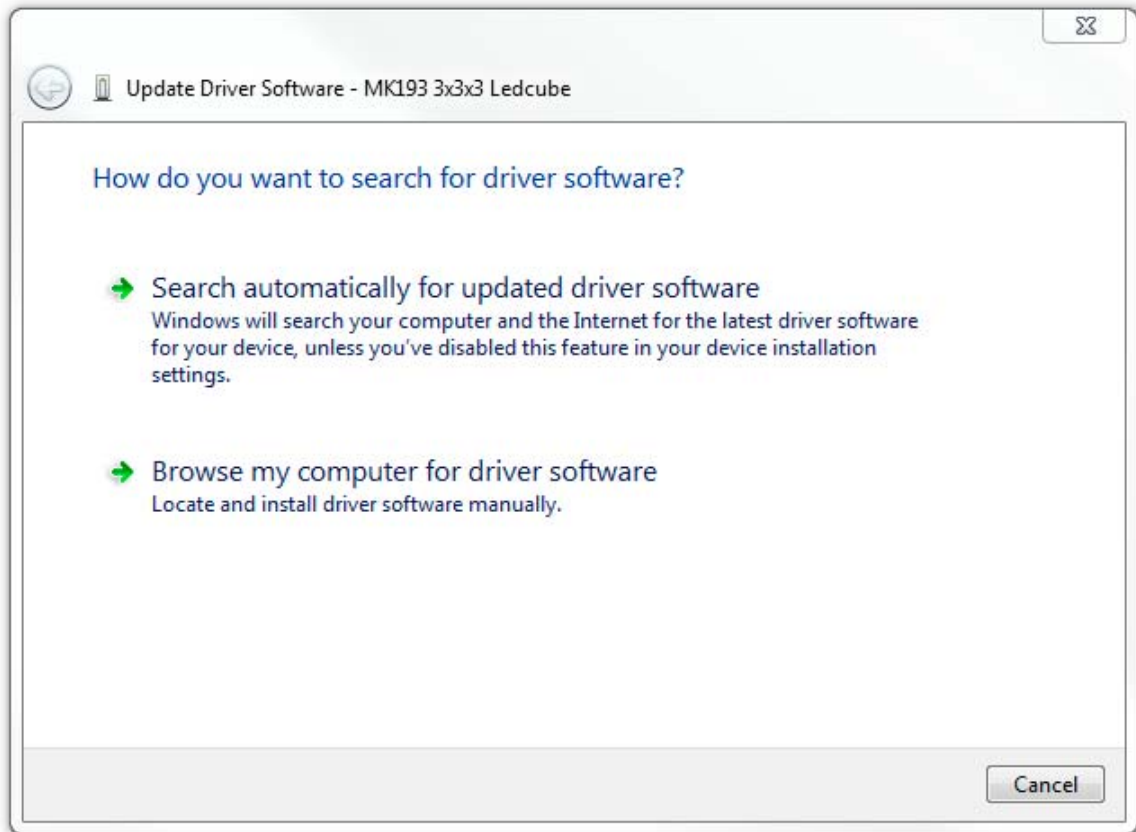 Update Driver Software - MK193 3x3x3 Ledcube
How do you want to search for driver software?
Search automatically for updated driver software
Windows will search your computer and the Internet for the latest driver software
for your device, unless you've disabled this feature in your device installation
settings.
Browse my computer for driver software
Locate and install driver software manually.
Cancel